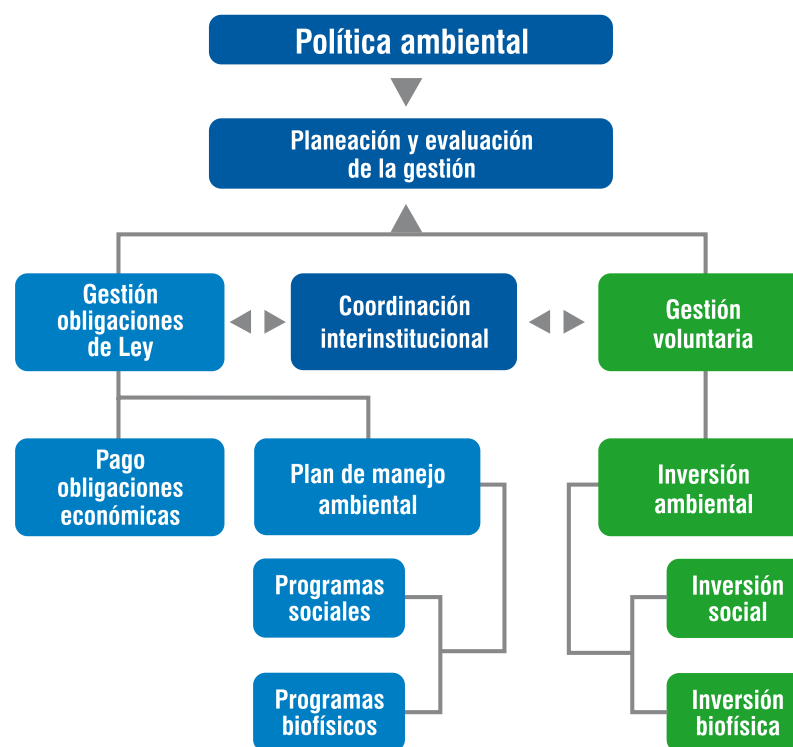 Política ambiental
Planeación y evaluación
de la gestión
Gestión
obligaciones
de Ley
Coordinación
interinstitucional
Gestión
voluntaria
Pago
obligaciones
económicas
Plan de manejo
ambiental
Inversión
ambiental
Programas
sociales
Inversión
social
Programas
biofísicos
Inversión
biofísica